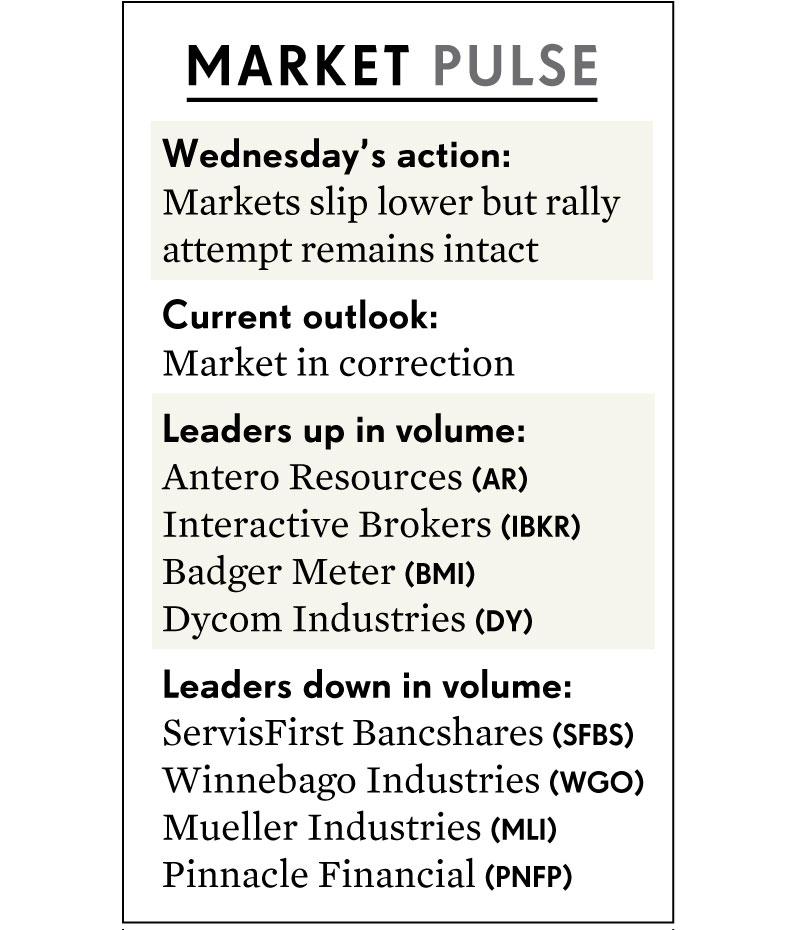 MARKET PULSE
Wednesday’s action:
Markets slip lower but rally
attempt remains intact
Current outlook:
Market in correction
Leaders up in volume:
Antero Resources (AR)
Interactive Brokers (IBKR)
Badger Meter (BMI)
Dycom Industries (DY)
Leaders down in volume:
ServisFirst Bancshares (SFBS)
Winnebago Industries (WGO)
Mueller Industries (MLI)
Pinnacle Financial (PNFP)